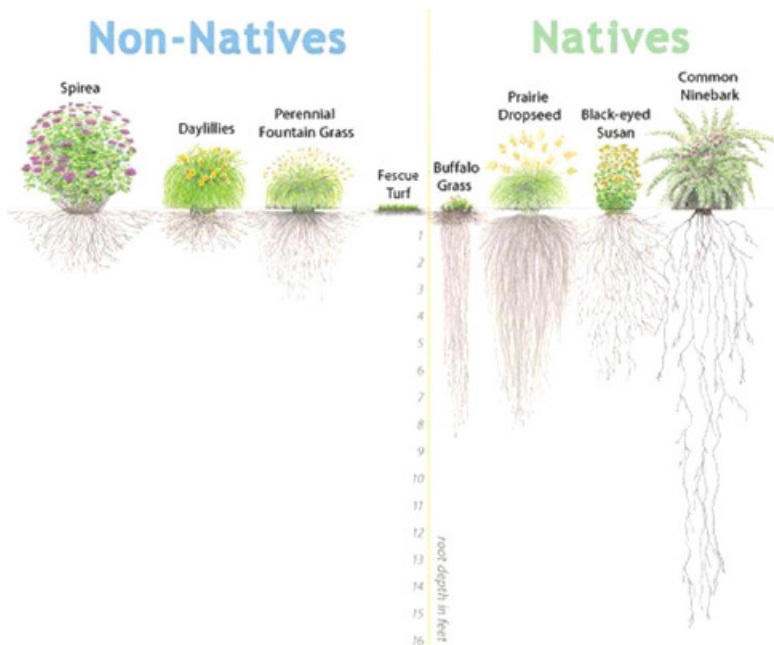 Non-Natives
Natives
Spirea
Daylillies
Perennial
Fountain Grass
Fescue
Turf
Buffalo
Grass
Prairie
Dropseed
Black-eyed
Susan
Common
Ninebark
1
2
3
4
5
6
7
8
9
10
11
12
13
14
15
16
root depth in feet